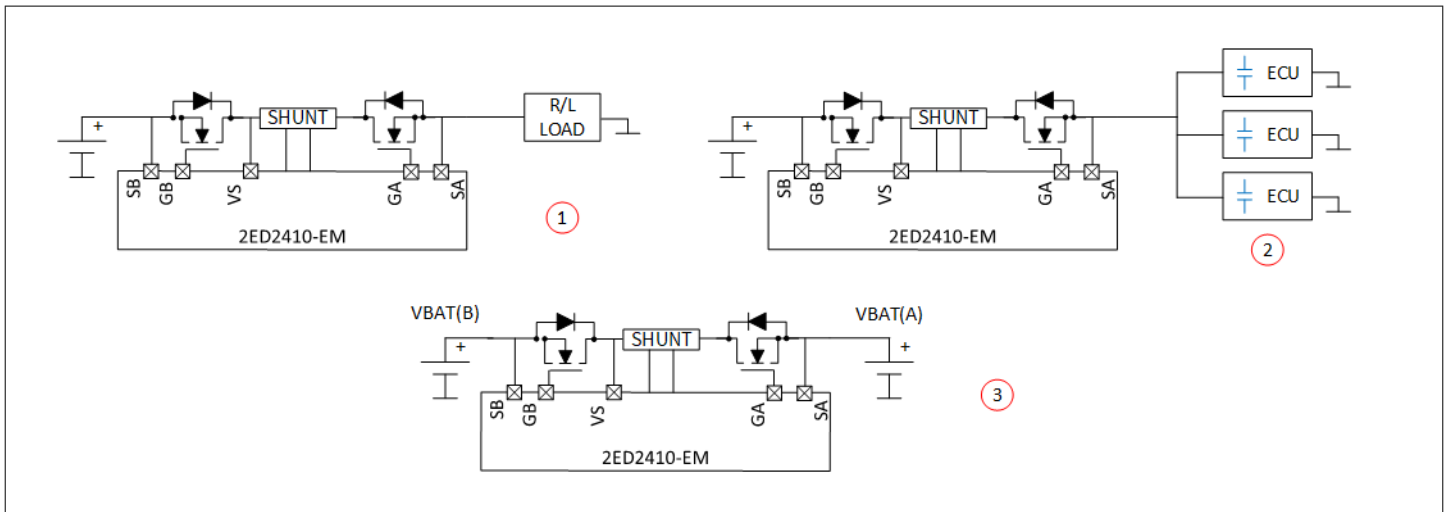 +
SHUNT
R/L
LOAD
SB
GB
VS
GA
SA
2ED2410-EM
1
+
SHUNT
ECU
ECU
ECU
SB
GB
VS
GA
SA
2ED2410-EM
2
VBAT(B)
VBAT(A)
+
SHUNT
+
SB
GB
VS
GA
SA
2ED2410-EM
3